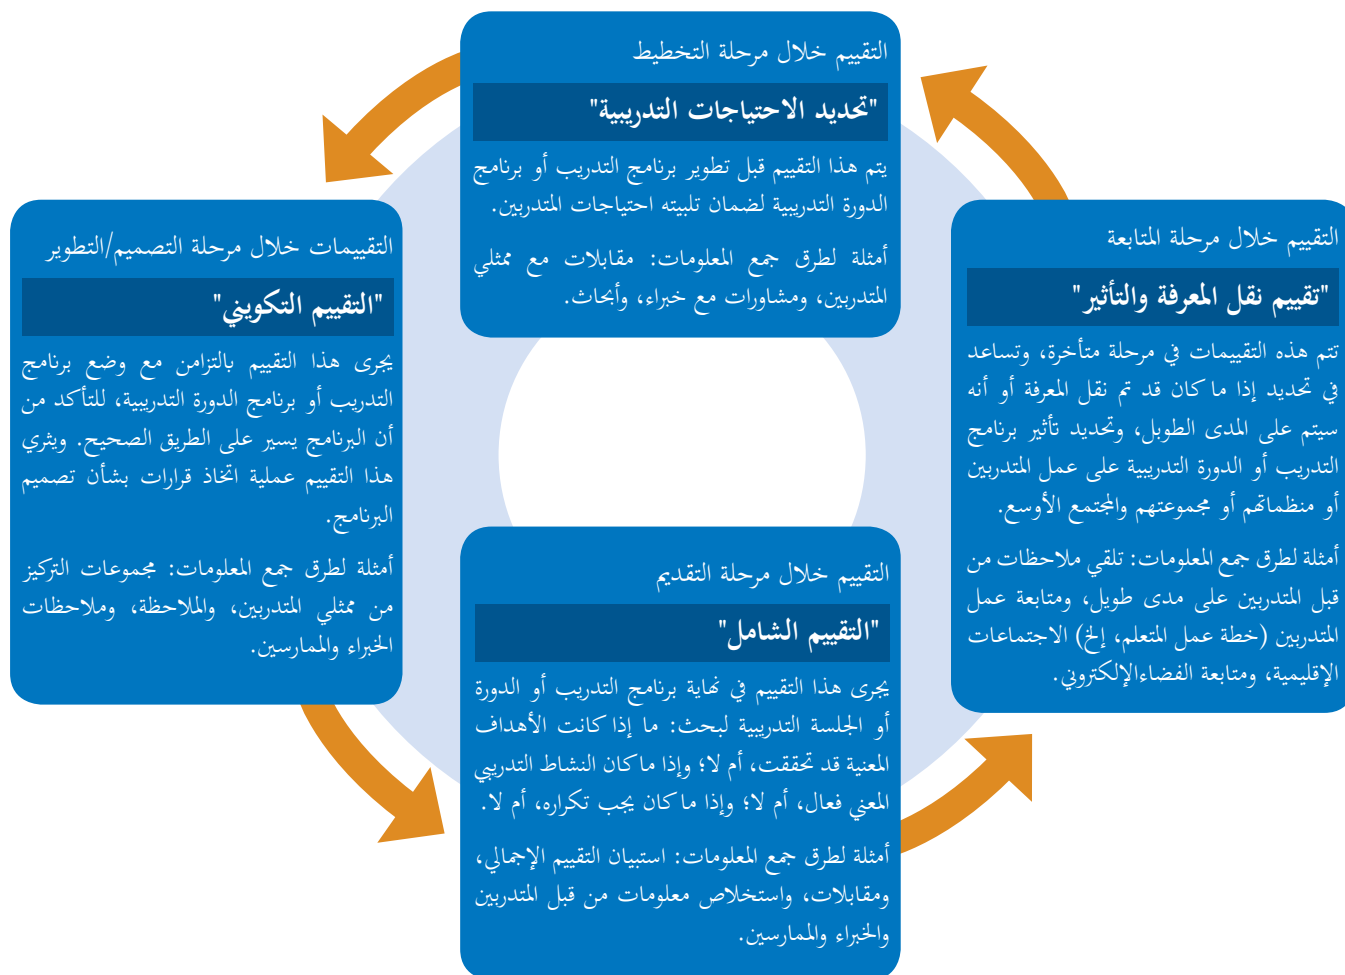 التقييم خلال مرحلة التخطيط
"تحديد الاحتياجات التدريبية"
يتم هذا التقييم قبل تطوير برنامج التدريب أو برنامج
الدورة التدريبية لضمان تلبيته احتياجات المتدربين.
أمثلة لطرق جمع المعلومات: مقابلات مع ممثلي
المتدربين، ومشاورات مع خبراء، وأبحاث.
التقييمات خلال مرحلة التصميم/التطوير
"التقييم التكويني"
يجرى هذا التقييم بالتزامن مع وضع برنامج
التدريب أو برنامج الدورة التدريبية، للتأكد من
أن البرنامج يسير على الطريق الصحيح. ويثري
هذا التقييم عملية اتخاذ قرارات بشأن تصميم
البرنامج.
أمثلة لطرق جمع المعلومات: مجموعات التركيز
من ممثلي المتدربين، والملاحظة، وملاحظات
الخبراء والممارسين.
التقييم خلال مرحلة التقديم
"التقييم الشامل"
يجرى هذا التقييم في نهاية برنامج التدريب أو الدورة
أو الجلسة التدريبية لبحث: ما إذا كانت الأهداف
المعنية قد تحققت، أم لا؛ وإذا ماكان النشاط التدريبي
المعني فعال، أم لا؛ وإذا ماكان يجب تكراره، أم لا.
أمثلة لطرق جمع المعلومات: استبيان التقييم الإجمالي،
ومقابلات، واستخلاص معلومات من قبل المتدربين
والخبراء والممارسين.
التقييم خلال مرحلة المتابعة
"تقييم نقل المعرفة والتأثير"
تتم هذه التقييمات في مرحلة متأخرة، وتساعد
في تحديد إذا ماكان قد تم نقل المعرفة أو أنه
سيتم على المدى الطوبل، وتحديد تأثير برنامج
التدريب أو الدورة التدريبية على عمل المتدربين
أو منظماتهم أو مجموعتهم والمجتمع الأوسع.
أمثلة لطرق جمع المعلومات: تلقي ملاحظات من
قبل المتدربين على مدى طويل، ومتابعة عمل
المتدربين (خطة عمل المتعلم، إلخ) الاجتماعات
الإقليمية، ومتابعة الفضاءالإلكتروني.